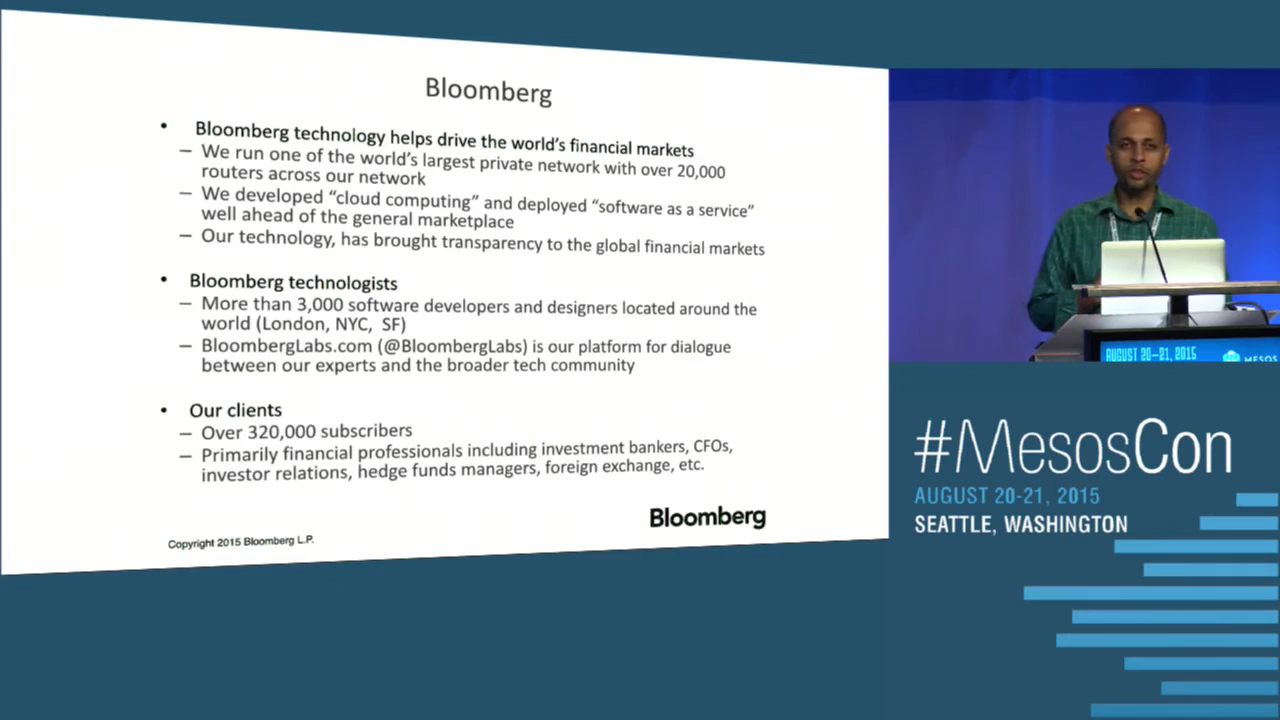 Bloomberg
• Bloomberg technology helps drive the world's financial markets
– We run one of the world's largest private network with over 20,000
routers across our network
– We developed "cloud computing" and deployed "software as a service"
well ahead of the general marketplace
– Our technology, has brought transparency to the global financial markets
• Bloomberg technologists
– More than 3,000 software developers and designers located around the
world (London, NYC, SF)
– BloombergLabs.com (@BloombergLabs) is our platform for dialogue
between our experts and the broader tech community
• Our clients
– Over 320,000 subscribers
– Primarily financial professionals including investment bankers, CFOs,
investor relations, hedge funds managers, foreign exchange, etc.
Bloomberg
Copyright 2015 Bloomberg L.P.
AUGUST 20-21, 2015
MESOS
#MesosCon
AUGUST 20-21, 2015
SEATTLE, WASHINGTON